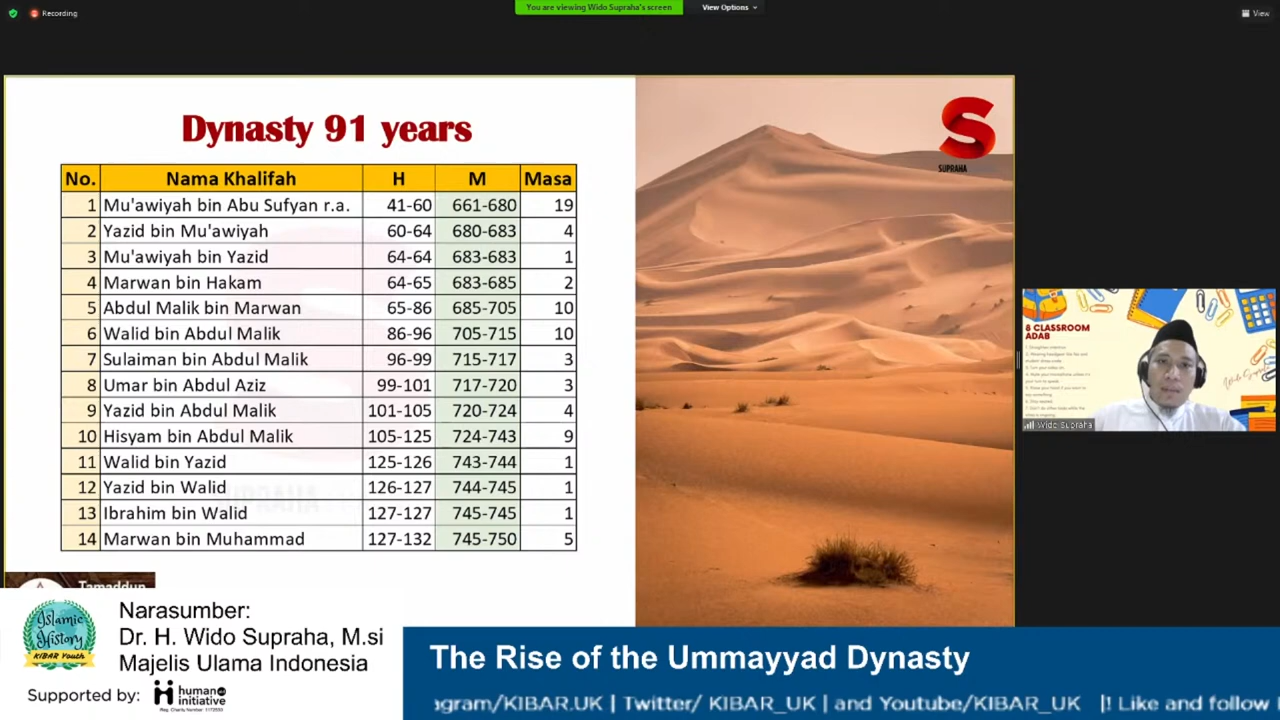 Recording
You are viewing Wido Supraha's screen
View Options
View
Dynasty 91 years
No. Nama Khalifah H M Masa
1 Mu'awiyah bin Abu Sufyan r.a. 41-60 661-680 19
2 Yazid bin Mu'awiyah 60-64 680-683 4
3 Mu'awiyah bin Yazid 64-64 683-683 1
4 Marwan bin Hakam 64-65 683-685 2
5 Abdul Malik bin Marwan 65-86 685-705 10
6 Walid bin Abdul Malik 86-96 705-715 10
7 Sulaiman bin Abdul Malik 96-99 715-717 3
8 Umar bin Abdul Aziz 99-101 717-720 3
9 Yazid bin Abdul Malik 101-105 720-724 4
10 Hisyam bin Abdul Malik 105-125 724-743 9
11 Walid bin Yazid 125-126 743-744 1
12 Yazid bin Walid 126-127 744-745 1
13 Ibrahim bin Walid 127-127 745-745 1
14 Marwan bin Muhammad 127-132 745-750 5
S
SUPRAHA
8 CLASSROOM
ADAB
Wido Supraha
Tamaddun
Islamic
History
KIBAR Youth
Narasumber:
Dr. H. Wido Supraha, M.si
Majelis Ulama Indonesia
Supported by:
human
initiative
The Rise of the Ummayyad Dynasty
egram/KIBAR.UK | Twitter/ KIBAR_UK | and Youtube/KIBAR_UK |! Like and follow